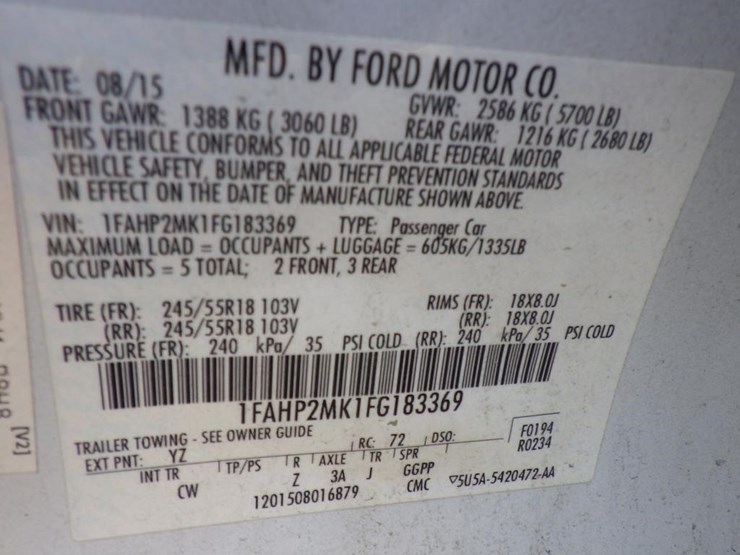 MFD. BY FORD MOTOR CO.
DATE: 08/15 GVWR: 2586 KG ( 5700 LB)
FRONT GAWR: 1388 KG ( 3060 LB) REAR GAWR: 1216 KG ( 2680 LB)
THIS VEHICLE CONFORMS TO ALL APPLICABLE FEDERAL MOTOR
VEHICLE SAFETY, BUMPER, AND THEFT PREVENTION STANDARDS
IN EFFECT ON THE DATE OF MANUFACTURE SHOWN ABOVE.
VIN: 1FAHP2MK1FG183369 TYPE: Passenger Car
MAXIMUM LOAD = OCCUPANTS + LUGGAGE = 605KG/1335LB
OCCUPANTS = 5 TOTAL; 2 FRONT, 3 REAR
TIRE (FR): 245/55R18 103V RIMS (FR): 18X8.0J
(RR): 245/55R18 103V (RR): 18X8.0J
PRESSURE (FR): 240 kPa/ 35 PSI COLD (RR): 240 kPa/ 35 PSI COLD
1FAHP2MK1FG183369
TRAILER TOWING - SEE OWNER GUIDE F0194
EXT PNT: YZ RC: 72 DSO: R0234
INT TR TP/PS R AXLE TR SPR
CW Z 3A J GGPP
1201508016879 CMC 5U5A-5420472-AA
[V2]